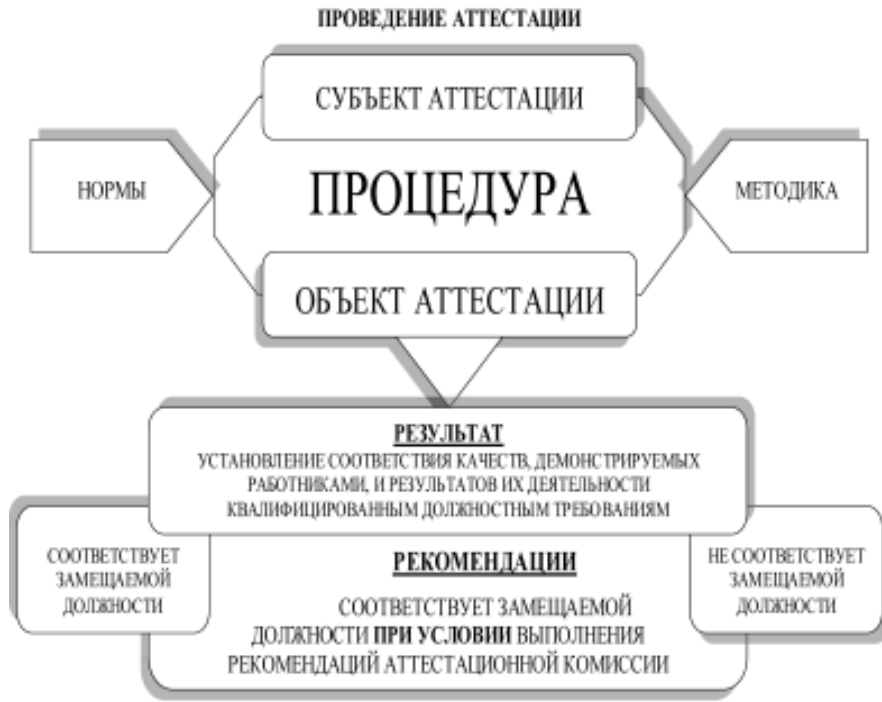 ПРОВЕДЕНИЕ АТТЕСТАЦИИ
СУБЪЕКТ АТТЕСТАЦИИ
НОРМЫ
ПРОЦЕДУРА
МЕТОДИКА
ОБЪЕКТ АТТЕСТАЦИИ
РЕЗУЛЬТАТ
УСТАНОВЛЕНИЕ СООТВЕТСТВИЯ КАЧЕСТВ, ДЕМОНСТРИРУЕМЫХ
РАБОТНИКАМИ, И РЕЗУЛЬТАТОВ ИХ ДЕЯТЕЛЬНОСТИ
КВАЛИФИЦИРОВАННЫМ ДОЛЖНОСТНЫМ ТРЕБОВАНИЯМ
СООТВЕТСТВУЕТ
ЗАМЕЩАЕМОЙ
ДОЛЖНОСТИ
РЕКОМЕНДАЦИИ
СООТВЕТСТВУЕТ ЗАМЕЩАЕМОЙ
ДОЛЖНОСТИ ПРИ УСЛОВИИ ВЫПОЛНЕНИЯ
РЕКОМЕНДАЦИЙ АТТЕСТАЦИОННОЙ КОМИССИИ
НЕ СООТВЕТСТВУЕТ
ЗАМЕЩАЕМОЙ
ДОЛЖНОСТИ